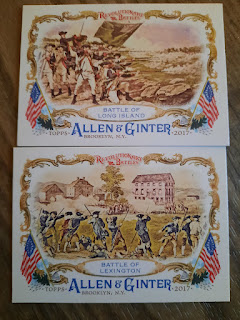 REVOLUTIONARY BATTLES
BATTLE OF
LONG ISLAND
TOPPS 2017
ALLEN & GINTER
BROOKLYN, N.Y.
REVOLUTIONARY BATTLES
BATTLE OF
LEXINGTON
TOPPS 2017
ALLEN & GINTER
BROOKLYN, N.Y.